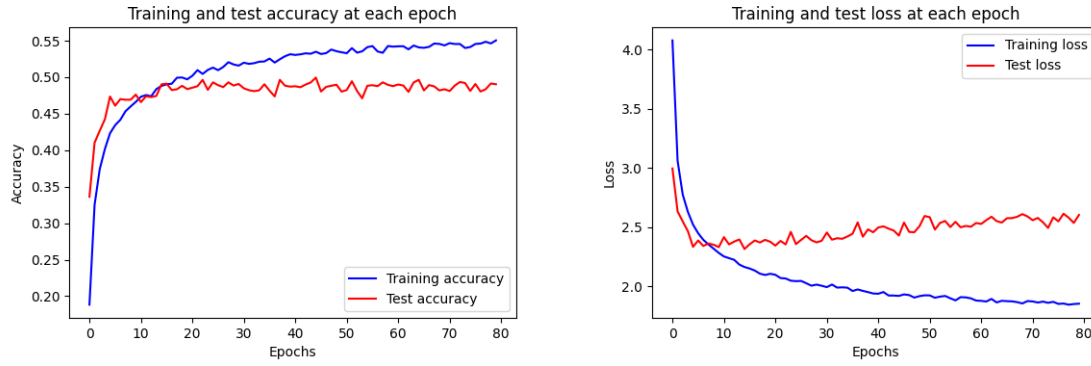 Training and test accuracy at each epoch
0.55
0.50
0.45
0.40
0.35
0.30
0.25
0.20
Accuracy
Training accuracy
Test accuracy
0 10 20 30 40 50 60 70 80
Epochs
Training and test loss at each epoch
4.0
3.5
3.0
2.5
2.0
Loss
Training loss
Test loss
0 10 20 30 40 50 60 70 80
Epochs